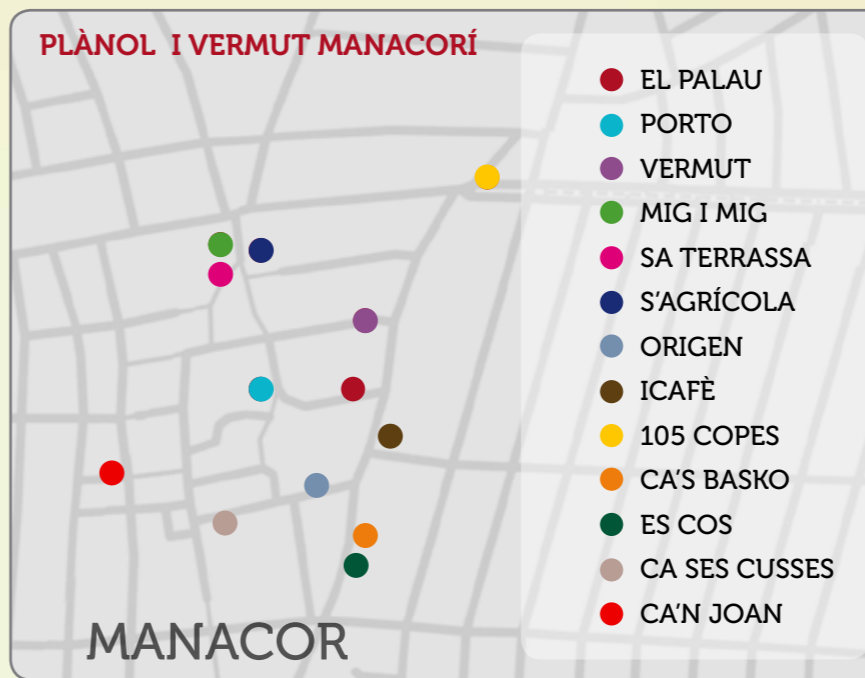 PLÀNOL I VERMUT MANACORÍ
EL PALAU
PORTO
VERMUT
MIG I MIG
SA TERRASSA
S'AGRÍCOLA
ORIGEN
ICAFÈ
105 COPES
CA'S BASKO
ES COS
CA SES CUSSES
CA'N JOAN
MANACOR